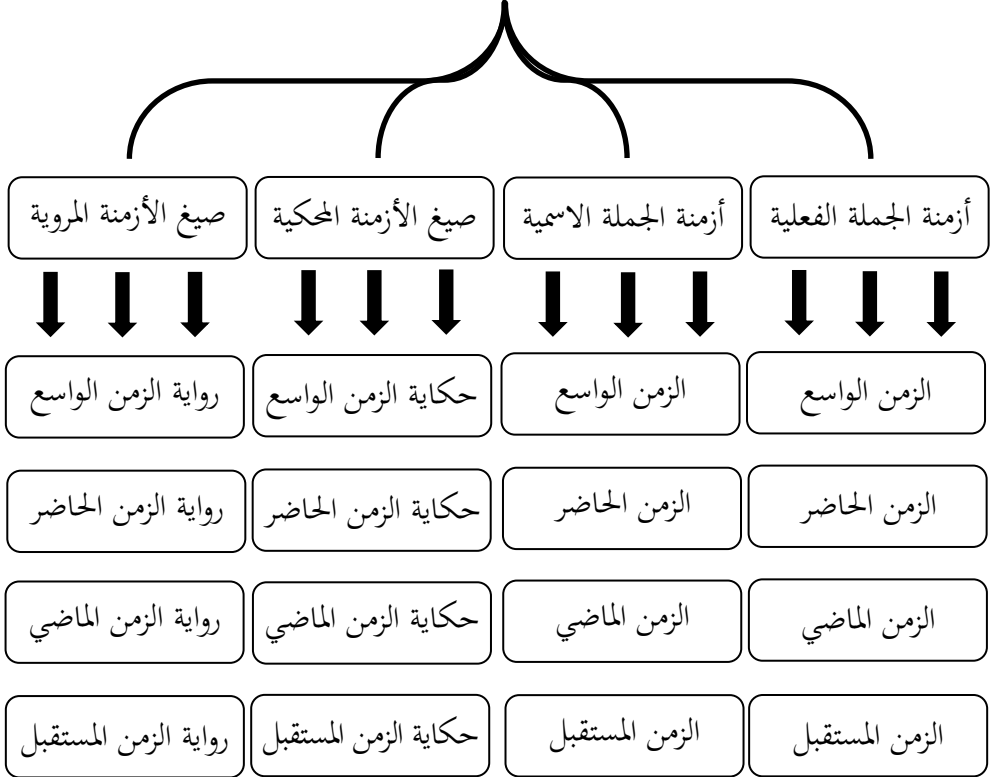 أزمنة الجملة الفعلية
أزمنة الجملة الاسمية
صيغ الأزمنة المحكية
صيغ الأزمنة المروية
الزمن الواسع
الزمن الواسع
حكاية الزمن الواسع
رواية الزمن الواسع
الزمن الحاضر
الزمن الحاضر
حكاية الزمن الحاضر
رواية الزمن الحاضر
الزمن الماضي
الزمن الماضي
حكاية الزمن الماضي
رواية الزمن الماضي
الزمن المستقبل
الزمن المستقبل
حكاية الزمن المستقبل
رواية الزمن المستقبل